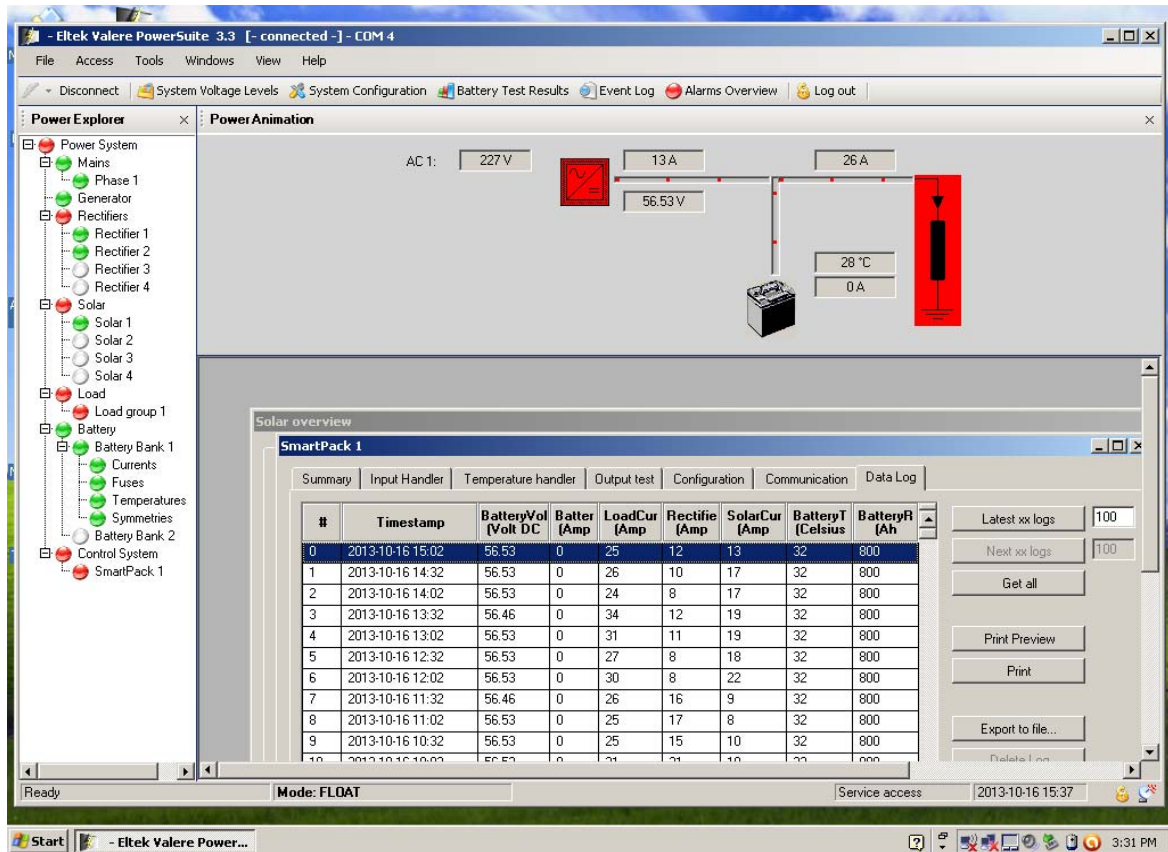 - Eltek Valere PowerSuite 3.3 [- connected -] - COM 4
File Access Tools Windows View Help
Disconnect System Voltage Levels System Configuration Battery Test Results Event Log Alarms Overview Log out
Power Explorer
Power Animation
Power System
Mains
Phase 1
Generator
Rectifiers
Rectifier 1
Rectifier 2
Rectifier 3
Rectifier 4
Solar
Solar 1
Solar 2
Solar 3
Solar 4
Load
Load group 1
Battery
Battery Bank 1
Currents
Fuses
Temperatures
Symmetries
Battery Bank 2
Control System
SmartPack 1
AC 1: 227 V 13 A 26 A
56.53 V
28 °C
0 A
Solar overview
SmartPack 1
Summary Input Handler Temperature handler Output test Configuration Communication Data Log
# Timestamp BatteryVol (Volt DC Batter (Amp LoadCur (Amp Rectifie (Amp SolarCur (Amp BatteryT (Celsius BatteryR (Ah
0 2013-10-16 15:02 56.53 0 25 12 13 32 800
1 2013-10-16 14:32 56.53 0 26 10 17 32 800
2 2013-10-16 14:02 56.53 0 24 8 17 32 800
3 2013-10-16 13:32 56.46 0 34 12 19 32 800
4 2013-10-16 13:02 56.53 0 31 11 19 32 800
5 2013-10-16 12:32 56.53 0 27 8 18 32 800
6 2013-10-16 12:02 56.53 0 30 8 22 32 800
7 2013-10-16 11:32 56.46 0 26 16 9 32 800
8 2013-10-16 11:02 56.53 0 25 17 8 32 800
9 2013-10-16 10:32 56.53 0 25 15 10 32 800
Latest xx logs 100
Next xx logs 100
Get all
Print Preview
Print
Export to file...
Delete Log
Ready Mode: FLOAT Service access 2013-10-16 15:37
Start - Eltek Valere Power... 3:31 PM